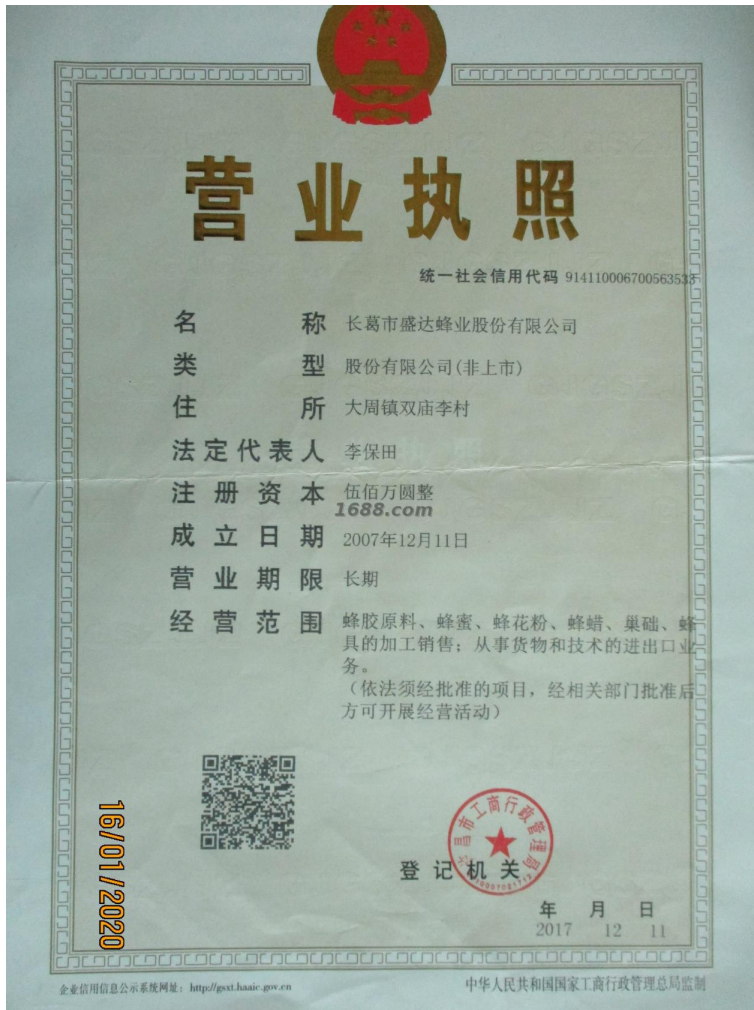 营业执照
统一社会信用代码 914110006700563533
名称 长葛市盛达蜂业股份有限公司
类型 股份有限公司(非上市)
住所 大周镇双庙李村
法定代表人 李保田
注册资本 伍佰万圆整
1688.com
成立日期 2007年12月11日
营业期限 长期
经营范围 蜂胶原料、蜂蜜、蜂花粉、蜂蜡、巢础、蜂
具的加工销售；从事货物和技术的进出口业
务。
（依法须经批准的项目，经相关部门批准后
方可开展经营活动）
16/01/2020
昌市工商行政管理局
登记机关
年 月 日
2017 12 11
企业信用信息公示系统网址：http://gsxt.haaic.gov.cn
中华人民共和国国家工商行政管理总局监制